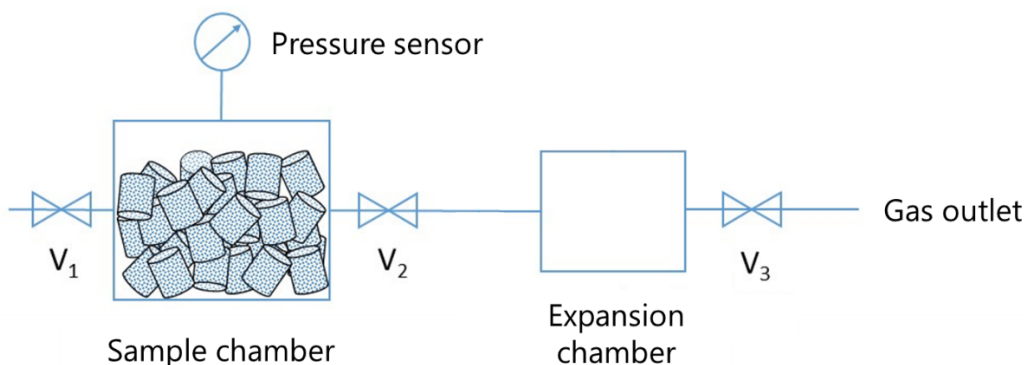 Pressure sensor
V1
V2
Gas outlet
V3
Sample chamber
Expansion
chamber